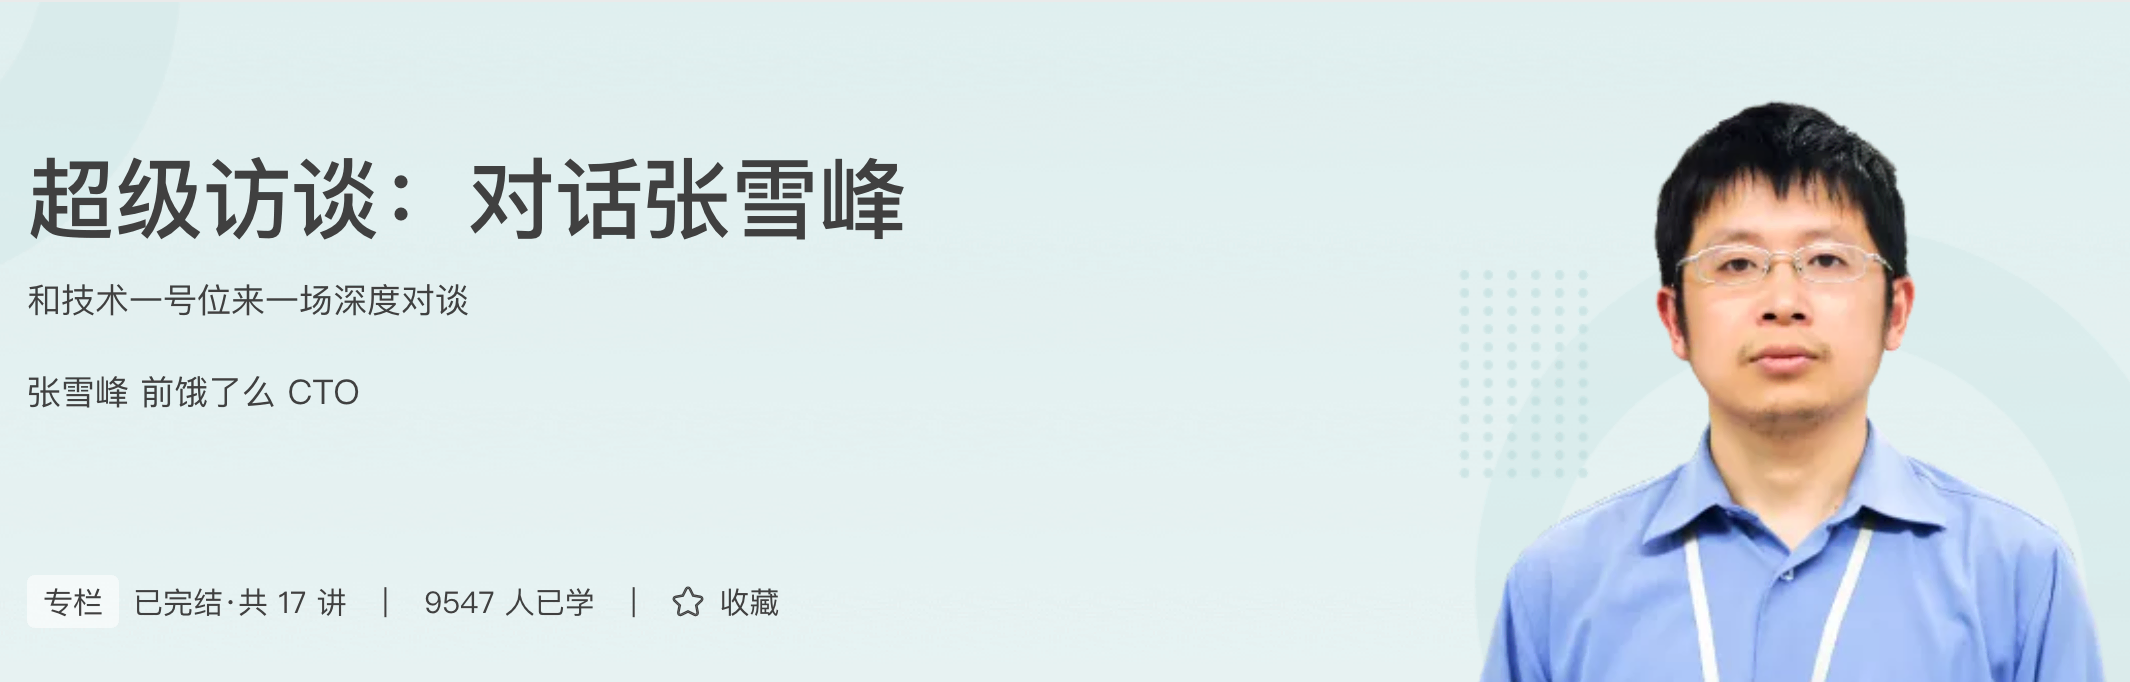 超级访谈：对话张雪峰
和技术一号位来一场深度对谈
张雪峰 前饿了么 CTO
专栏 已完结·共 17 讲 | 9547 人已学 | 收藏